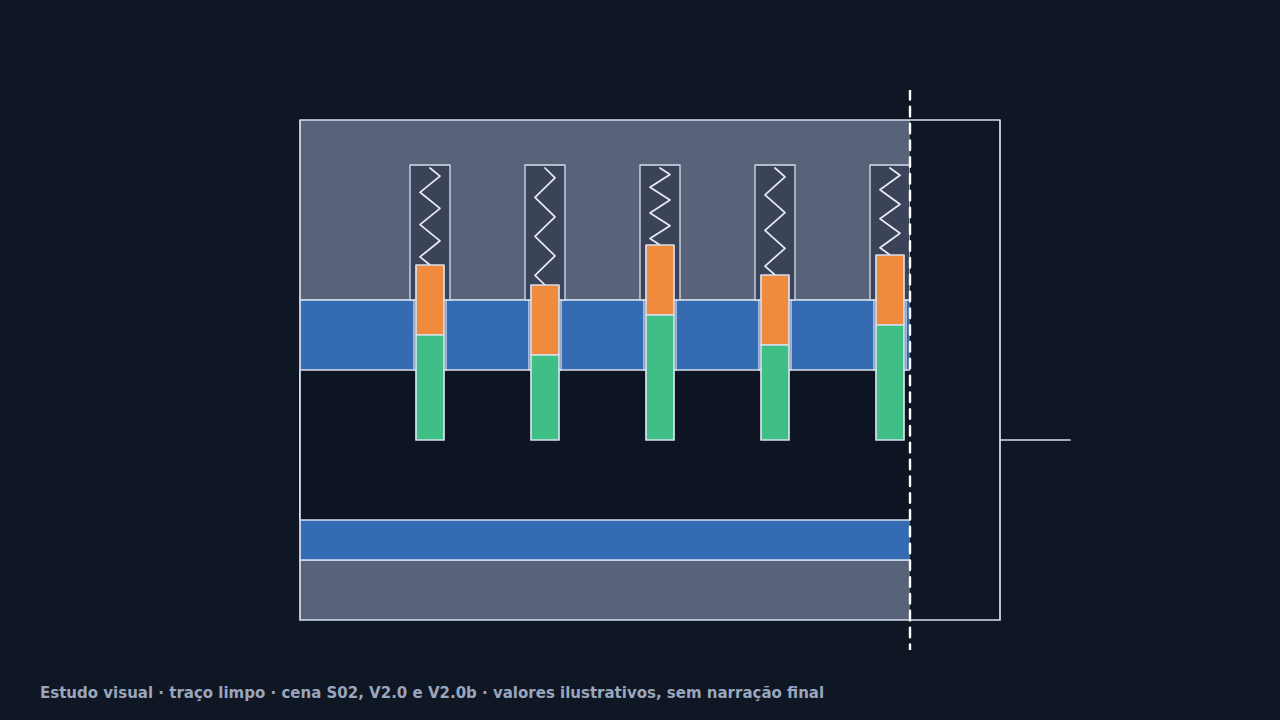 Estudo visual · traço limpo · cena S02, V2.0 e V2.0b · valores ilustrativos, sem narração final